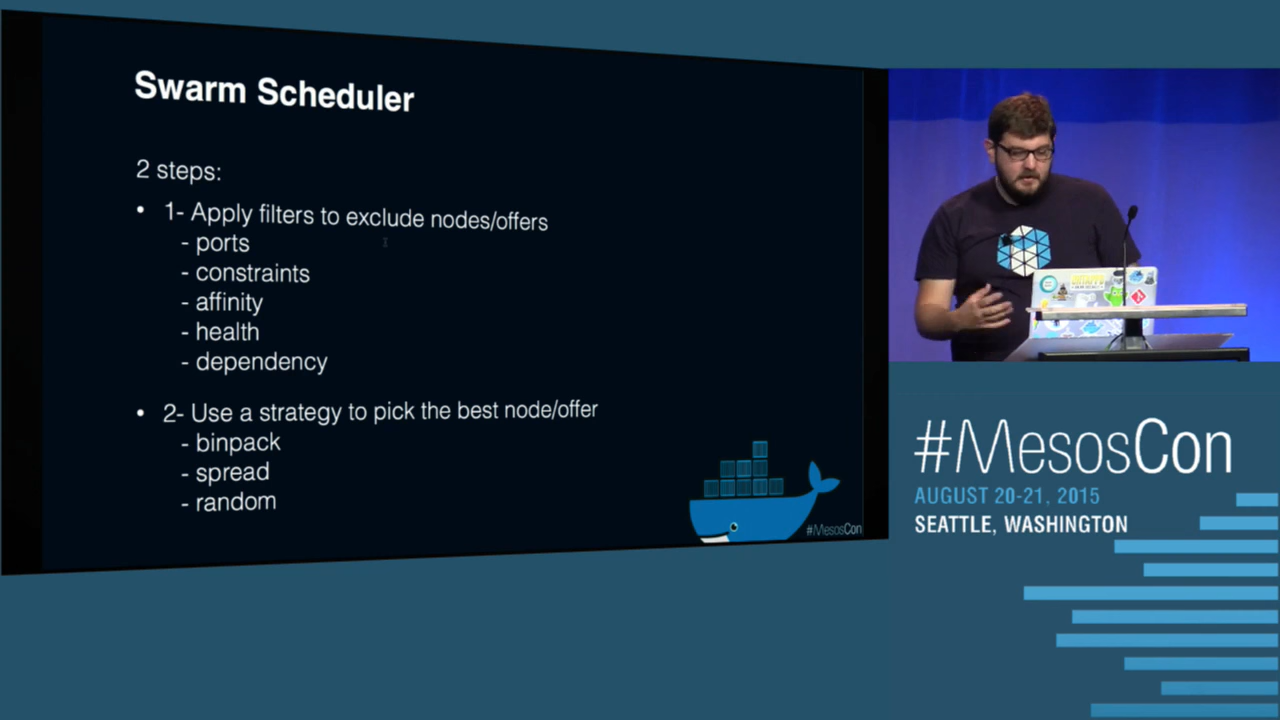 Swarm Scheduler
2 steps:
• 1- Apply filters to exclude nodes/offers
- ports
- constraints
- affinity
- health
- dependency
• 2- Use a strategy to pick the best node/offer
- binpack
- spread
- random
#MesosCon
#MesosCon
AUGUST 20-21, 2015
SEATTLE, WASHINGTON